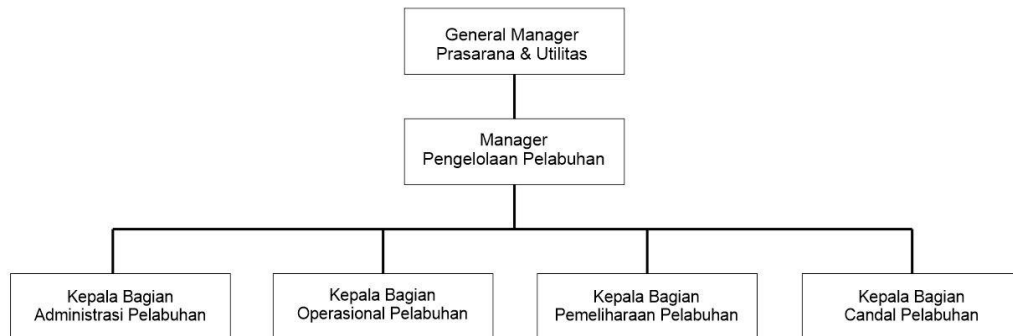 General Manager
Prasarana & Utilitas
Manager
Pengelolaan Pelabuhan
Kepala Bagian
Administrasi Pelabuhan
Kepala Bagian
Operasional Pelabuhan
Kepala Bagian
Pemeliharaan Pelabuhan
Kepala Bagian
Candal Pelabuhan